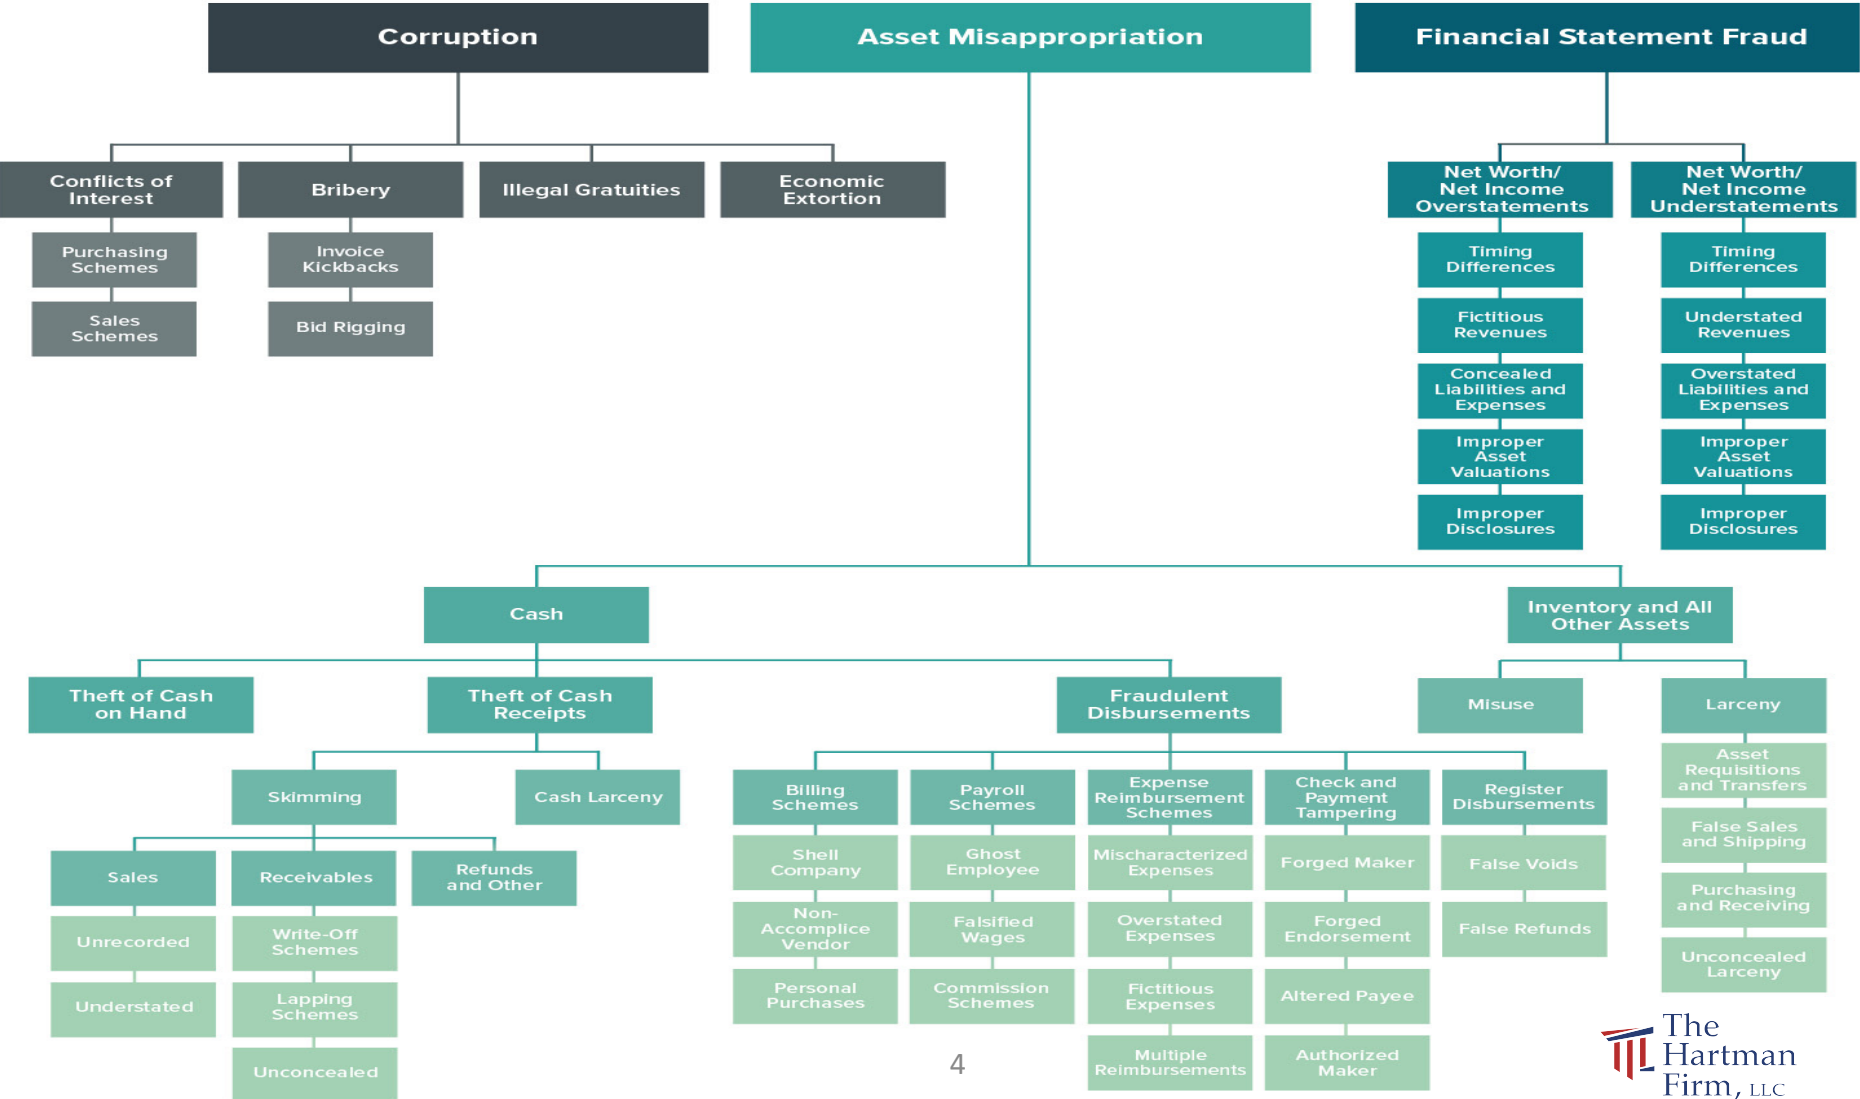 Corruption
Asset Misappropriation
Financial Statement Fraud
Conflicts of
Interest
Bribery
Illegal Gratuities
Economic
Extortion
Net Worth/
Net Income
Overstatements
Net Worth/
Net Income
Understatements
Purchasing
Schemes
Sales
Schemes
Invoice
Kickbacks
Bid Rigging
Timing
Differences
Fictitious
Revenues
Concealed
Liabilities and
Expenses
Improper
Asset
Valuations
Improper
Disclosures
Timing
Differences
Understated
Revenues
Overstated
Liabilities and
Expenses
Improper
Asset
Valuations
Improper
Disclosures
Cash
Inventory and All
Other Assets
Theft of Cash
on Hand
Theft of Cash
Receipts
Fraudulent
Disbursements
Misuse
Larceny
Skimming
Cash Larceny
Sales
Unrecorded
Understated
Receivables
Write-Off
Schemes
Lapping
Schemes
Unconcealed
Refunds
and Other
Billing
Schemes
Shell
Company
Non-
Accomplice
Vendor
Personal
Purchases
Payroll
Schemes
Ghost
Employee
Falsified
Wages
Commission
Schemes
Expense
Reimbursement
Schemes
Mischaracterized
Expenses
Overstated
Expenses
Fictitious
Expenses
Multiple
Reimbursements
Check and
Payment
Tampering
Forged Maker
Forged
Endorsement
Altered Payee
Authorized
Maker
Register
Disbursements
False Voids
False Refunds
Asset
Requisitions
and Transfers
False Sales
and Shipping
Purchasing
and Receiving
Unconcealed
Larceny
4
The
Hartman
Firm, LLC